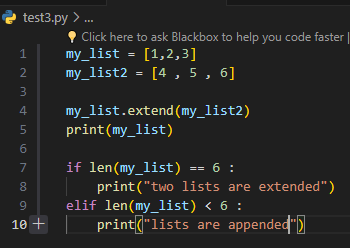 test3.py > ...
Click here to ask Blackbox to help you code faster |
1 my_list = [1,2,3]
2 my_list2 = [4 , 5 , 6]
3
4 my_list.extend(my_list2)
5 print(my_list)
6
7 if len(my_list) == 6 :
8 print("two lists are extended")
9 elif len(my_list) < 6 :
10 + print("lists are appended")